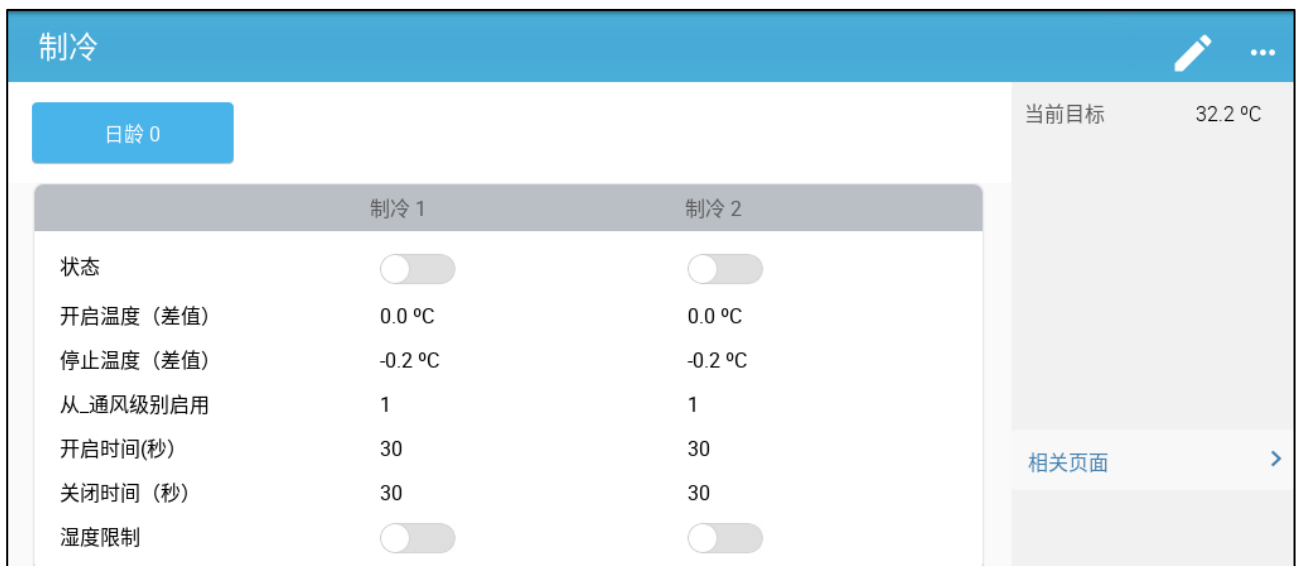 制冷
日龄 0
当前目标 32.2 ºC
制冷 1 制冷 2
状态
开启温度（差值） 0.0 ºC 0.0 ºC
停止温度（差值） -0.2 ºC -0.2 ºC
从_通风级别启用 1 1
开启时间(秒） 30 30
关闭时间（秒） 30 30
湿度限制
相关页面